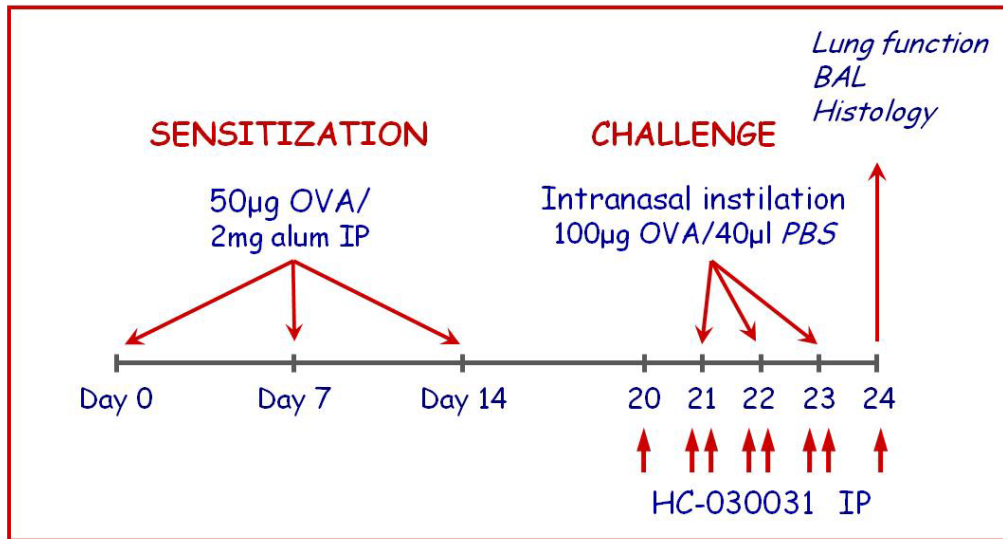 Lung function
BAL
Histology
SENSITIZATION
CHALLENGE
50µg OVA/
2mg alum IP
Intranasal instilation
100µg OVA/40µl PBS
Day 0
Day 7
Day 14
20
21
22
23
24
HC-030031 IP